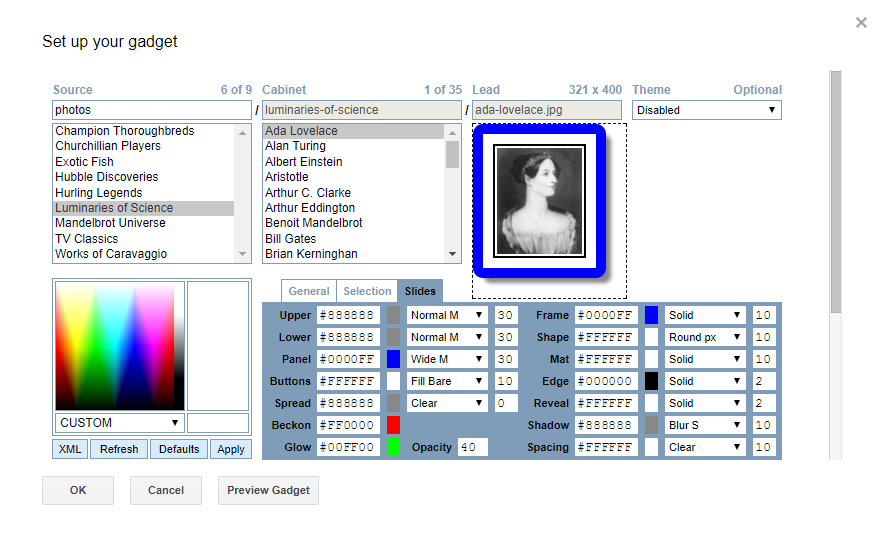 ×
Set up your gadget
Source 6 of 9 Cabinet 1 of 35 Lead 321 x 400 Theme Optional
photos / luminaries-of-science / ada-lovelace.jpg Disabled
Champion Thoroughbreds Ada Lovelace
Churchillian Players Alan Turing
Exotic Fish Albert Einstein
Hubble Discoveries Aristotle
Hurling Legends Arthur C. Clarke
Luminaries of Science Arthur Eddington
Mandelbrot Universe Benoit Mandelbrot
TV Classics Bill Gates
Works of Caravaggio Brian Kerninghan
General Selection Slides
Upper #888888 Normal M 30 Frame #0000FF Solid 10
Lower #888888 Normal M 30 Shape #FFFFFF Round px 10
Panel #0000FF Wide M 30 Mat #FFFFFF Solid 10
Buttons #FFFFFF Fill Bare 10 Edge #000000 Solid 2
Spread #888888 Clear 0 Reveal #FFFFFF Solid 2
CUSTOM Beckon #FF0000 Shadow #888888 Blur S 10
XML Refresh Defaults Apply Glow #00FF00 Opacity 40 Spacing #FFFFFF Clear 10
OK Cancel Preview Gadget